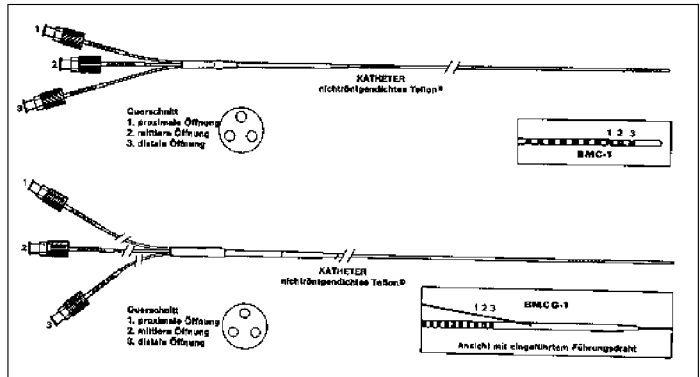 1
2
3
KATHETER
nichtröntgendichtes Teflon®
Querschnitt
1. proximale Öffnung
2. mittlere Öffnung
3. distale Öffnung
1 2 3
BMC-1
1
2
3
KATHETER
nichtröntgendichtes Teflon®
Querschnitt
1. proximale Öffnung
2. mittlere Öffnung
3. distale Öffnung
BMCG-1
1 2 3
Ansicht mit eingeführtem Führungsdraht